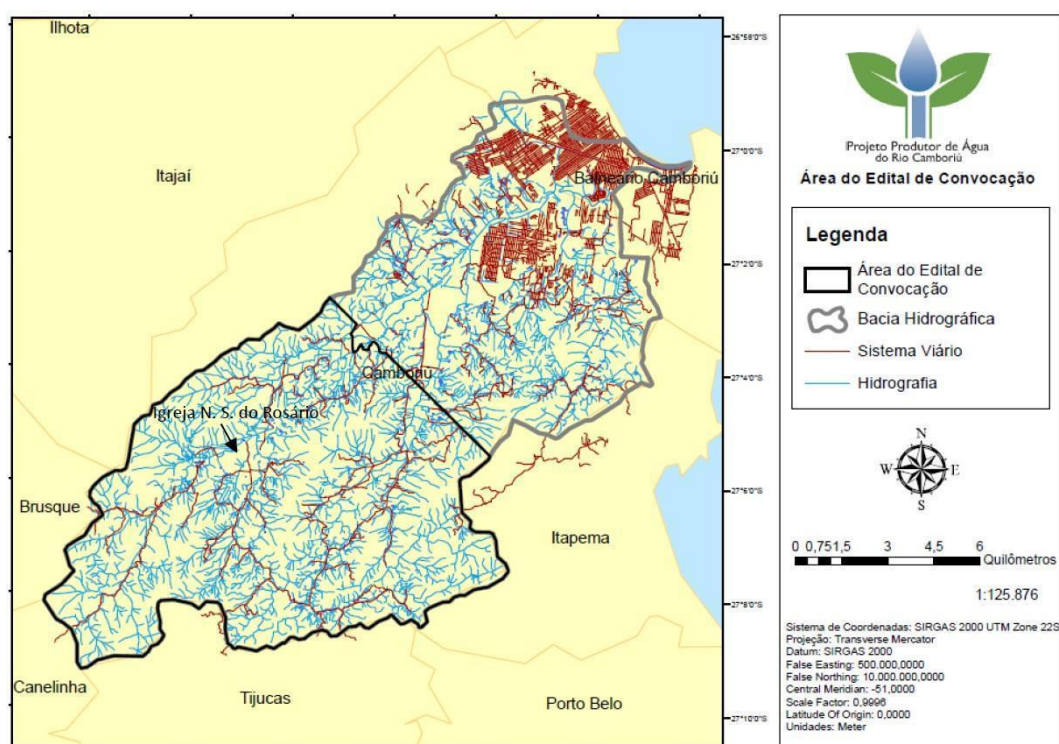 Ilhota
Itajaí
Balneário Camboriú
Camboriú
Igreja N. S. do Rosário
Brusque
Itapema
Canelinha
Tijucas
Porto Belo
26°58'0"S
27°0'0"S
27°2'0"S
27°4'0"S
27°6'0"S
27°8'0"S
27°10'0"S
Projeto Produtor de Água
do Rio Camboriú
Área do Edital de Convocação
Legenda
Área do Edital de
Convocação
Bacia Hidrográfica
Sistema Viário
Hidrografia
N
W E
S
0 0,75 1,5 3 4,5 6
Quilômetros
1:125.876
Sistema de Coordenadas: SIRGAS 2000 UTM Zone 22S
Projeção: Transverse Mercator
Datum: SIRGAS 2000
False Easting: 500.000,0000
False Northing: 10.000.000,0000
Central Meridian: -51,0000
Scale Factor: 0,9996
Latitude Of Origin: 0,0000
Unidades: Meter